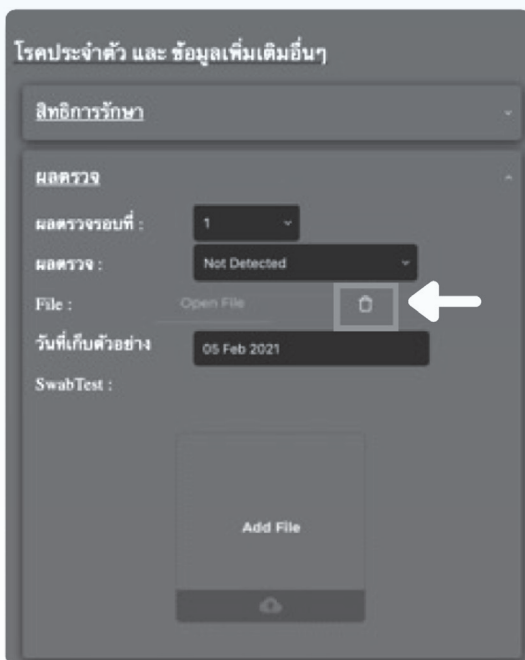 โรคประจำตัว และ ข้อมูลเพิ่มเติมอื่นๆ
สิทธิการรักษา
ผลตรวจ
ผลตรวจรอบที่ : 1
ผลตรวจ : Not Detected
File : Open File
วันที่เก็บตัวอย่าง 05 Feb 2021
SwabTest :
Add File